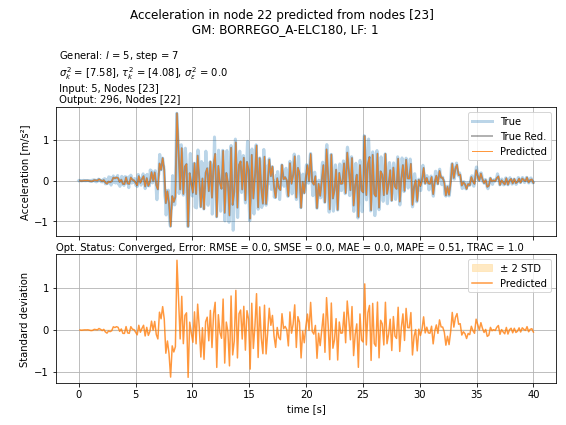 Acceleration in node 22 predicted from nodes [23]
GM: BORREGO_A-ELC180, LF: 1
General: l = 5, step = 7
σ²ₖ = [7.58], τ²ₖ = [4.08], σ²ε = 0.0
Input: 5, Nodes [23]
Output: 296, Nodes [22]
Acceleration [m/s²]
1
0
−1
True
True Red.
Predicted
Opt. Status: Converged, Error: RMSE = 0.0, SMSE = 0.0, MAE = 0.0, MAPE = 0.51, TRAC = 1.0
Standard deviation
1
0
−1
± 2 STD
Predicted
0 5 10 15 20 25 30 35 40
time [s]